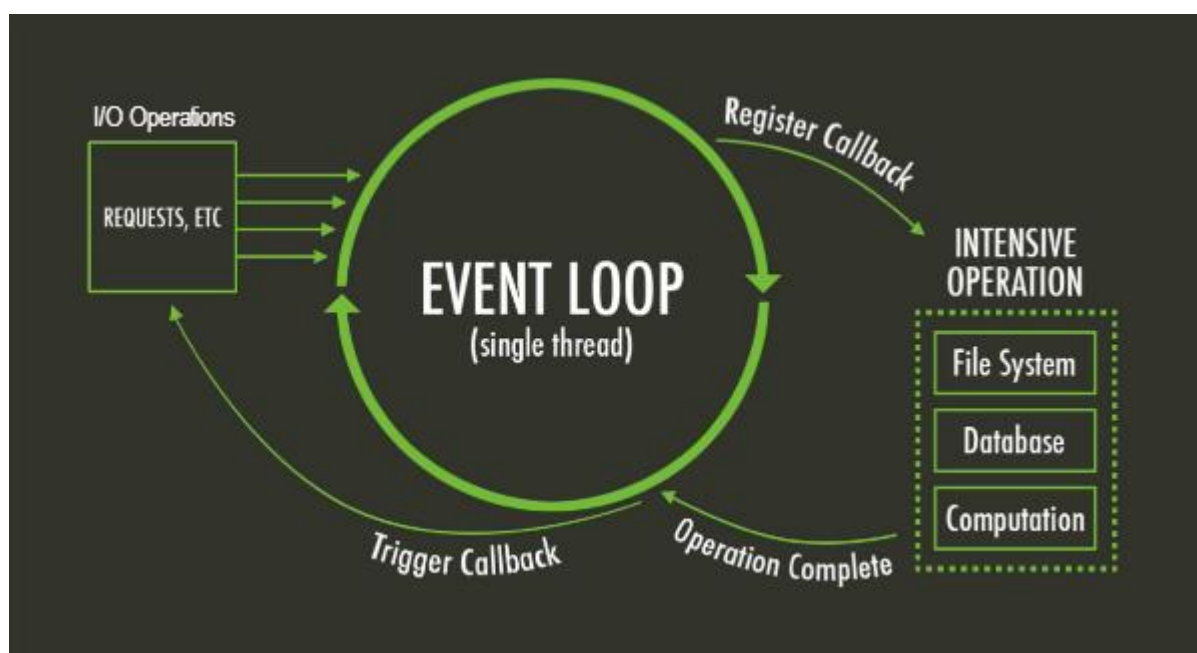 I/O Operations
REQUESTS, ETC
EVENT LOOP
(single thread)
Register Callback
INTENSIVE
OPERATION
File System
Database
Computation
Operation Complete
Trigger Callback